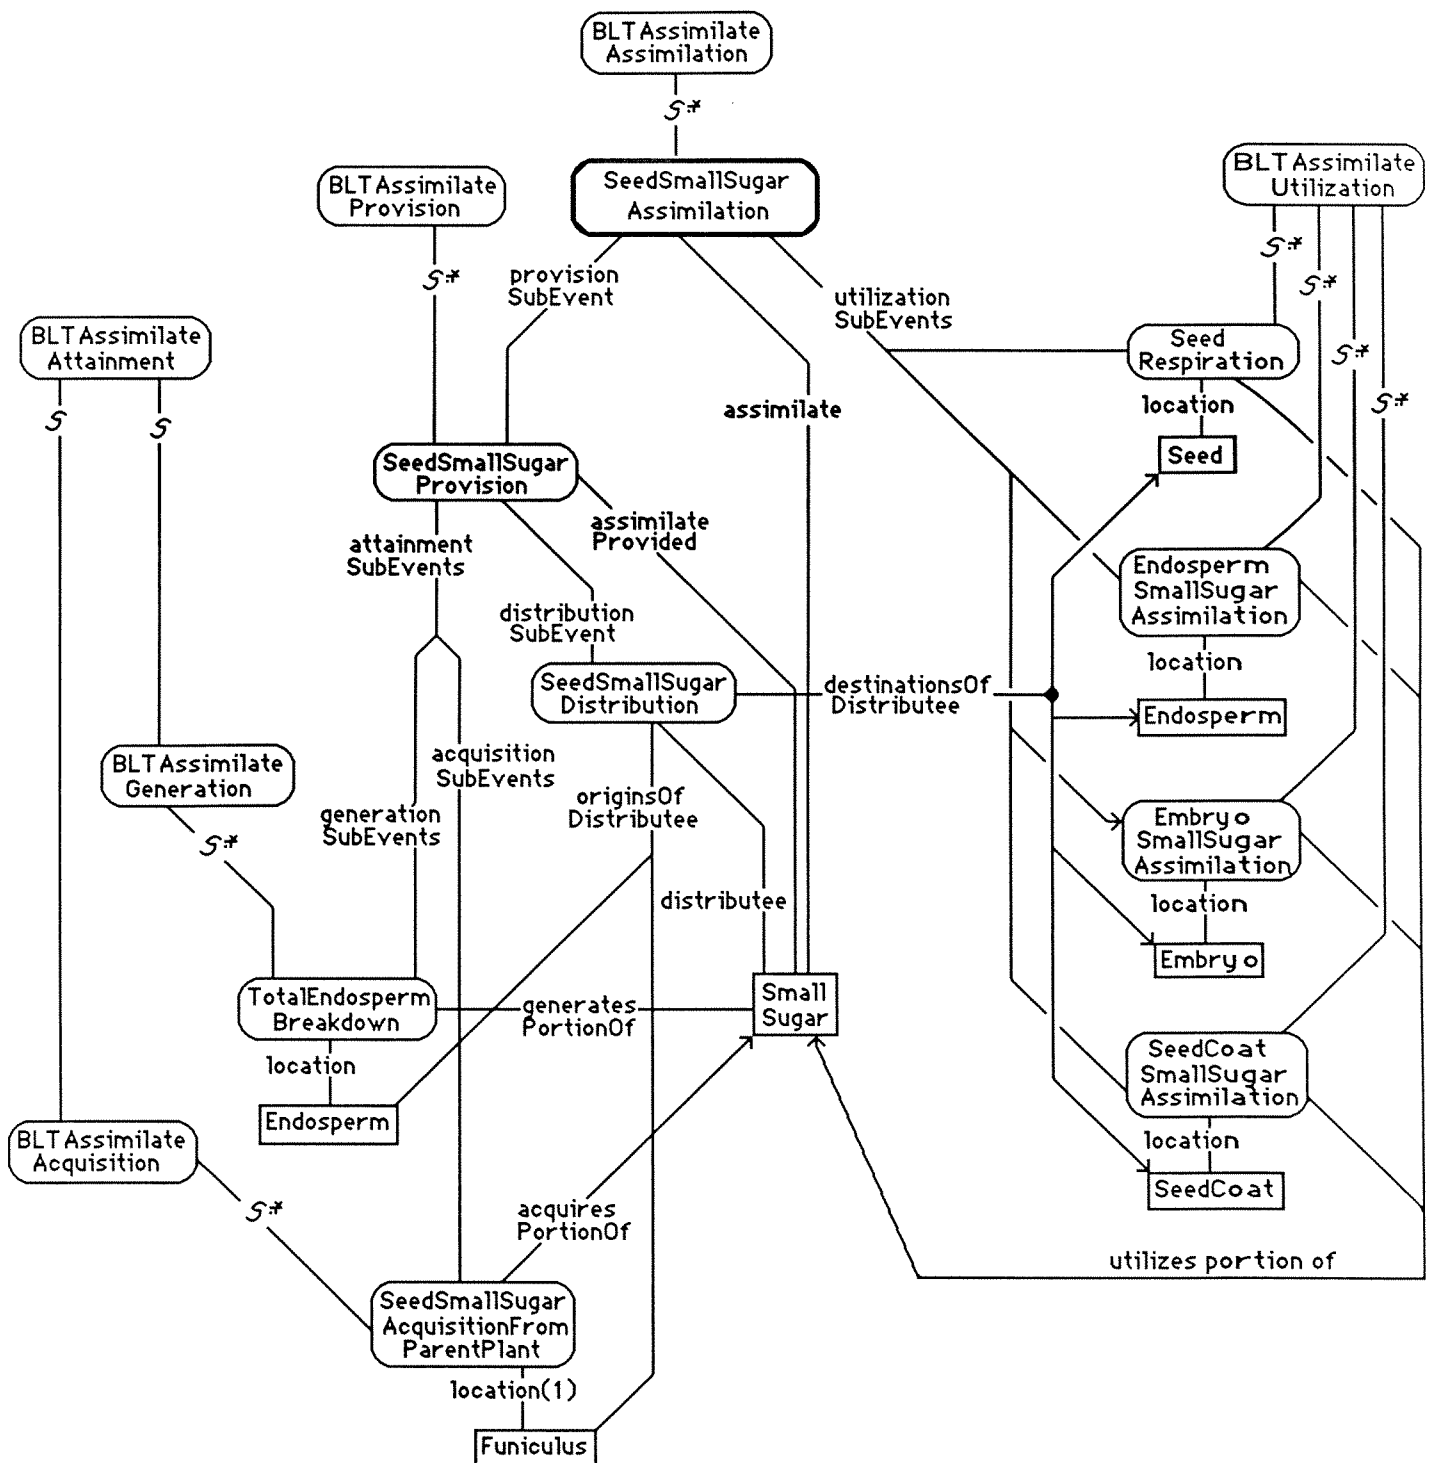 BLTAssimilate
Assimilation
S:*
SeedSmallSugar
Assimilation
BLTAssimilate
Provision
S:*
BLTAssimilate
Utilization
S:*
S:*
S:*
S:*
provision
SubEvent
utilization
SubEvents
BLTAssimilate
Attainment
S
S
Seed
Respiration
location
Seed
assimilate
SeedSmallSugar
Provision
attainment
SubEvents
assimilate
Provided
distribution
SubEvent
Endosperm
SmallSugar
Assimilation
location
Endosperm
SeedSmallSugar
Distribution
destinationsOf
Distributee
BLTAssimilate
Generation
S:*
acquisition
SubEvents
generation
SubEvents
originsOf
Distributee
distributee
Embryo
SmallSugar
Assimilation
location
Embryo
TotalEndosperm
Breakdown
generates
PortionOf
Small
Sugar
location
Endosperm
SeedCoat
SmallSugar
Assimilation
location
SeedCoat
BLTAssimilate
Acquisition
S:*
acquires
PortionOf
utilizes portion of
SeedSmallSugar
AcquisitionFrom
ParentPlant
location(1)
Funiculus